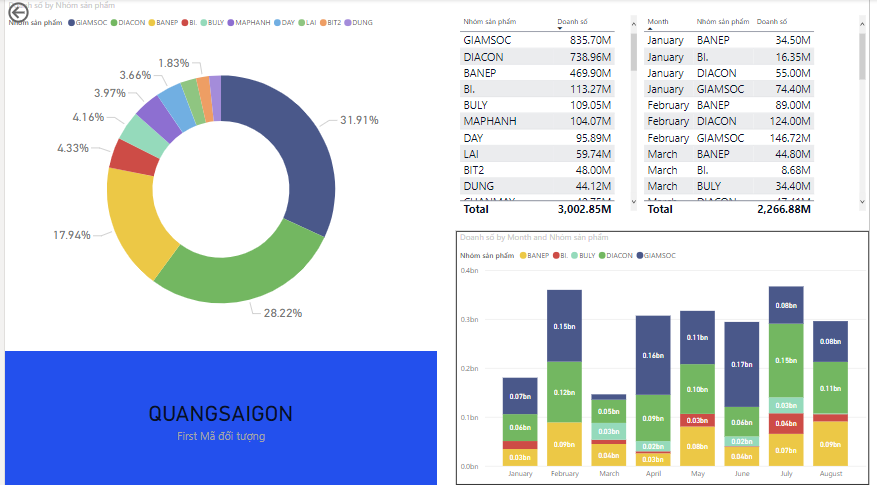 Doanh số by Nhóm sản phẩm
Nhóm sản phẩm GIAMSOC DIACON BANEP BI. BULY MAPHANH DAY LAI BIT2 DUNG
1.83%
3.66%
3.97%
4.16%
4.33%
17.94%
28.22%
31.91%
QUANGSAIGON
First Mã đối tượng
Nhóm sản phẩm Doanh số
GIAMSOC 835.70M
DIACON 738.96M
BANEP 469.90M
BI. 113.27M
BULY 109.05M
MAPHANH 104.07M
DAY 95.89M
LAI 59.74M
BIT2 48.00M
DUNG 44.12M
Total 3,002.85M
Month Nhóm sản phẩm Doanh số
January BANEP 34.50M
January BI. 16.35M
January DIACON 55.00M
January GIAMSOC 74.40M
February BANEP 89.00M
February DIACON 124.00M
February GIAMSOC 146.72M
March BANEP 44.80M
March BI. 8.68M
March BULY 34.40M
March DIACON
Total 2,266.88M
Doanh số by Month and Nhóm sản phẩm
Nhóm sản phẩm BANEP BI. BULY DIACON GIAMSOC
0.4bn
0.3bn
0.2bn
0.1bn
0.0bn
0.07bn
0.06bn
0.03bn
0.15bn
0.12bn
0.09bn
0.05bn
0.03bn
0.04bn
0.16bn
0.09bn
0.02bn
0.03bn
0.11bn
0.10bn
0.03bn
0.08bn
0.17bn
0.06bn
0.02bn
0.04bn
0.08bn
0.15bn
0.03bn
0.04bn
0.07bn
0.08bn
0.11bn
0.09bn
January February March April May June July August